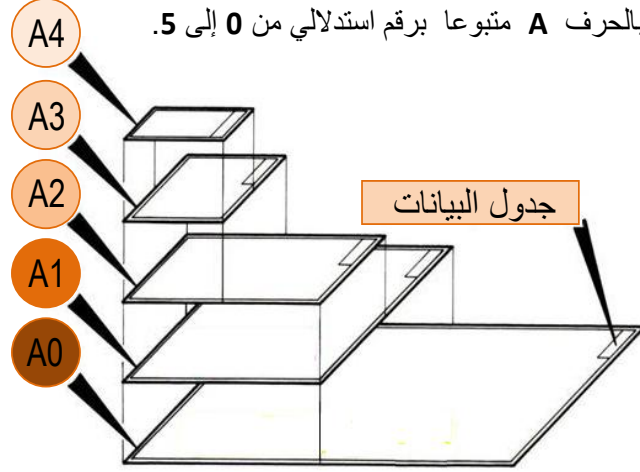 بالحرف A متبوعا برقم استدلالي من 0 إلى 5.
A4
A3
A2
جدول البيانات
A1
A0